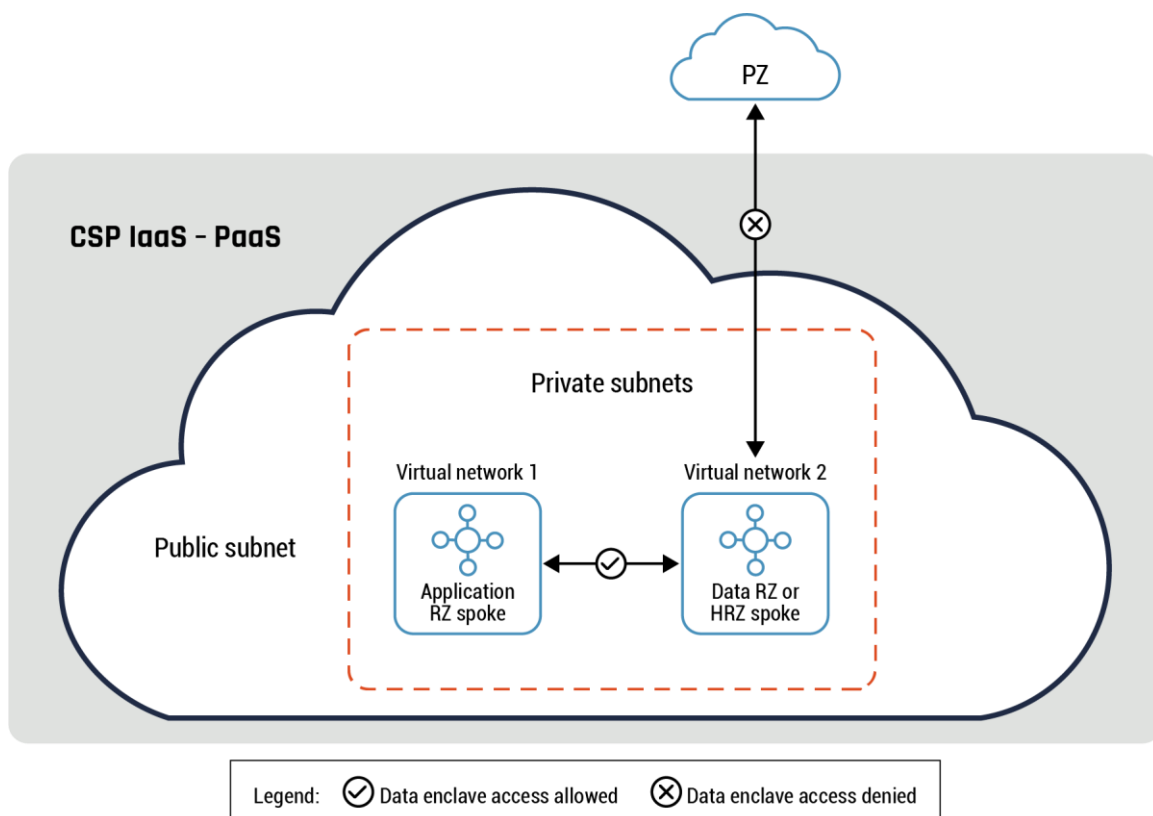 PZ
CSP IaaS – PaaS
Private subnets
Virtual network 1
Virtual network 2
Public subnet
Application
RZ spoke
Data RZ or
HRZ spoke
Legend: Data enclave access allowed Data enclave access denied